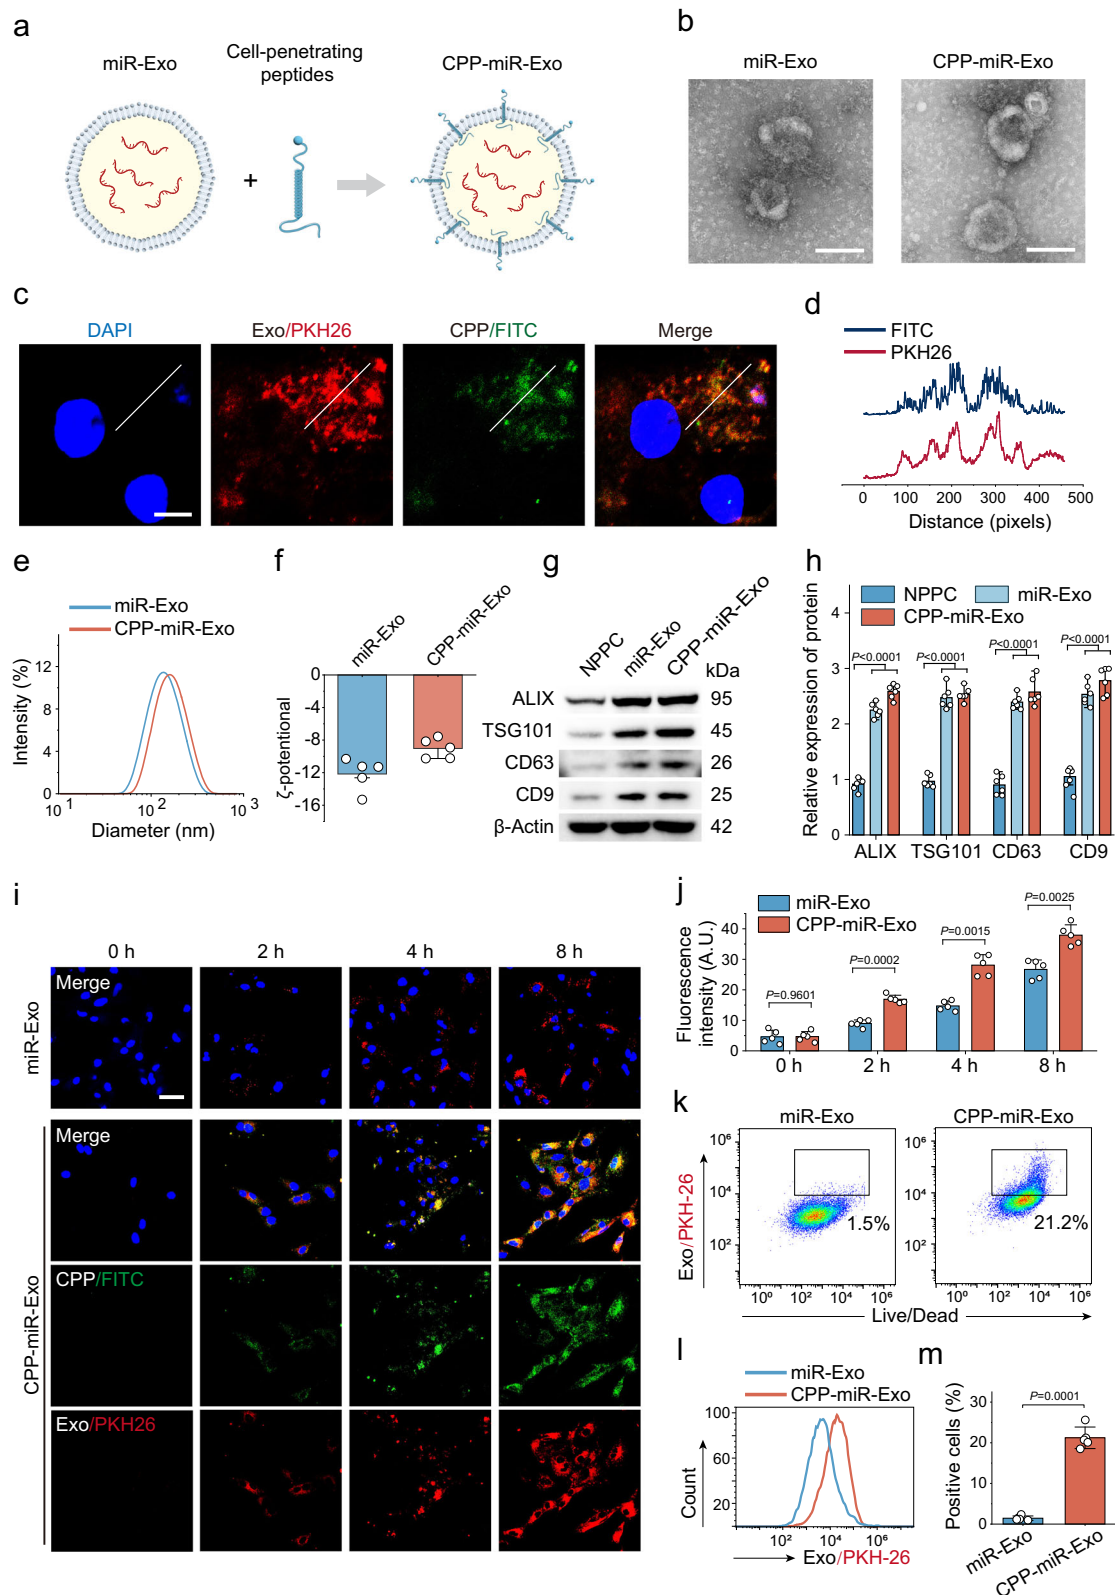 a
miR-Exo
Cell-penetrating
peptides
CPP-miR-Exo
+
b
miR-Exo
CPP-miR-Exo
c
DAPI
Exo/PKH26
CPP/FITC
Merge
d
FITC
PKH26
0 100 200 300 400 500
Distance (pixels)
e
miR-Exo
CPP-miR-Exo
Intensity (%)
12
8
4
0
10¹ 10² 10³
Diameter (nm)
f
miR-Exo
CPP-miR-Exo
ζ-potentional
0
-4
-8
-12
-16
g
NPPC
miR-Exo
CPP-miR-Exo
kDa
ALIX 95
TSG101 45
CD63 26
CD9 25
β-Actin 42
h
NPPC
miR-Exo
CPP-miR-Exo
Relative expression of protein
4
3
2
1
0
P<0.0001
P<0.0001
P<0.0001
P<0.0001
ALIX TSG101 CD63 CD9
i
0 h
2 h
4 h
8 h
miR-Exo
Merge
CPP-miR-Exo
Merge
CPP/FITC
Exo/PKH26
j
miR-Exo
CPP-miR-Exo
Fluorescence
intensity (A.U.)
40
30
20
10
0
P=0.9601
P=0.0002
P=0.0015
P=0.0025
0 h 2 h 4 h 8 h
k
miR-Exo
CPP-miR-Exo
Exo/PKH-26
10⁶
10⁴
10²
1.5%
10⁰ 10² 10⁴ 10⁶
10⁶
10⁴
10²
21.2%
10⁰ 10² 10⁴ 10⁶
Live/Dead
l
miR-Exo
CPP-miR-Exo
Count
100
80
60
40
20
10² 10⁴ 10⁶
Exo/PKH-26
m
Positive cells (%)
30
20
10
0
P=0.0001
miR-Exo
CPP-miR-Exo